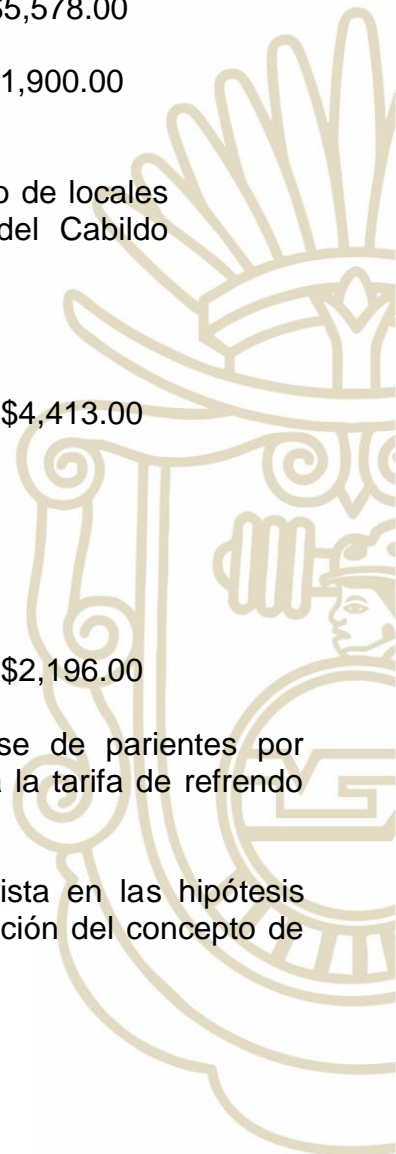 $5,578.00
1,900.00
o de locales
del Cabildo
$4,413.00
$2,196.00
se de parientes por
la tarifa de refrendo
ista en las hipótesis
ción del concepto de